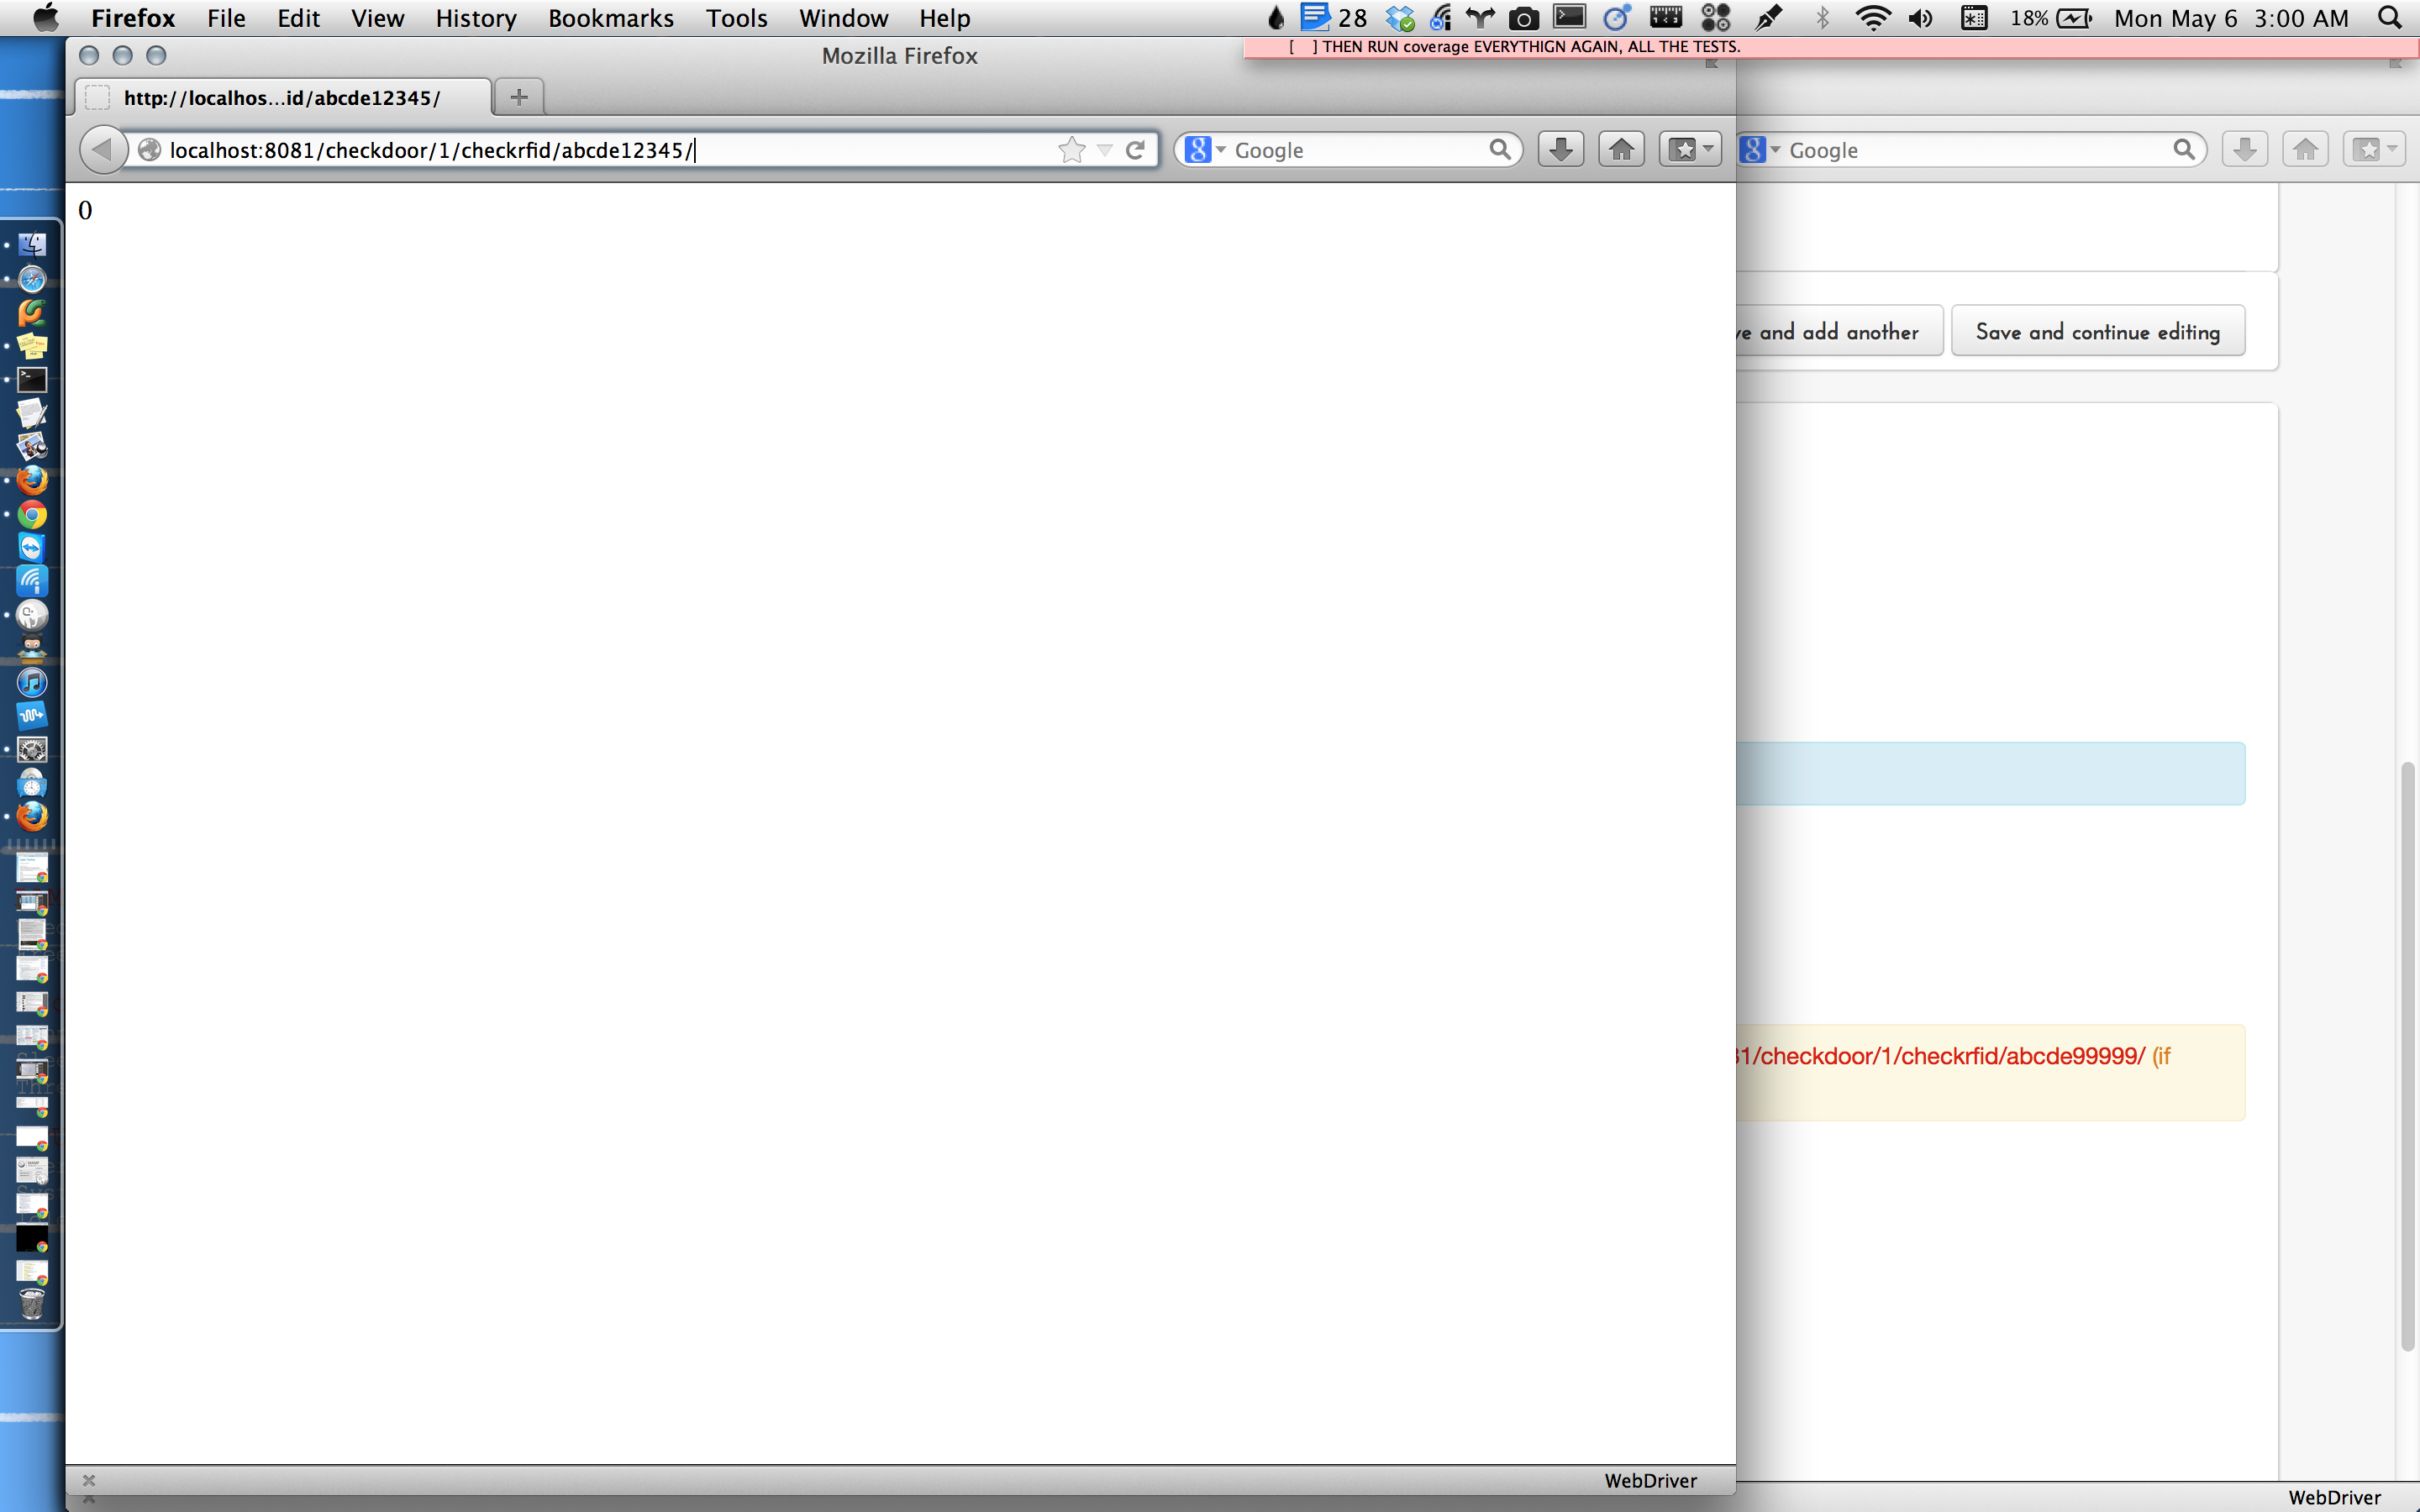 Firefox File Edit View History Bookmarks Tools Window Help 28 18% Mon May 6 3:00 AM
[ ] THEN RUN coverage EVERYTHIGN AGAIN, ALL THE TESTS.
Mozilla Firefox
http://localhos...id/abcde12345/
localhost:8081/checkdoor/1/checkrfid/abcde12345/
Google
Google
0
ve and add another
Save and continue editing
31/checkdoor/1/checkrfid/abcde99999/ (if
WebDriver
WebDriver